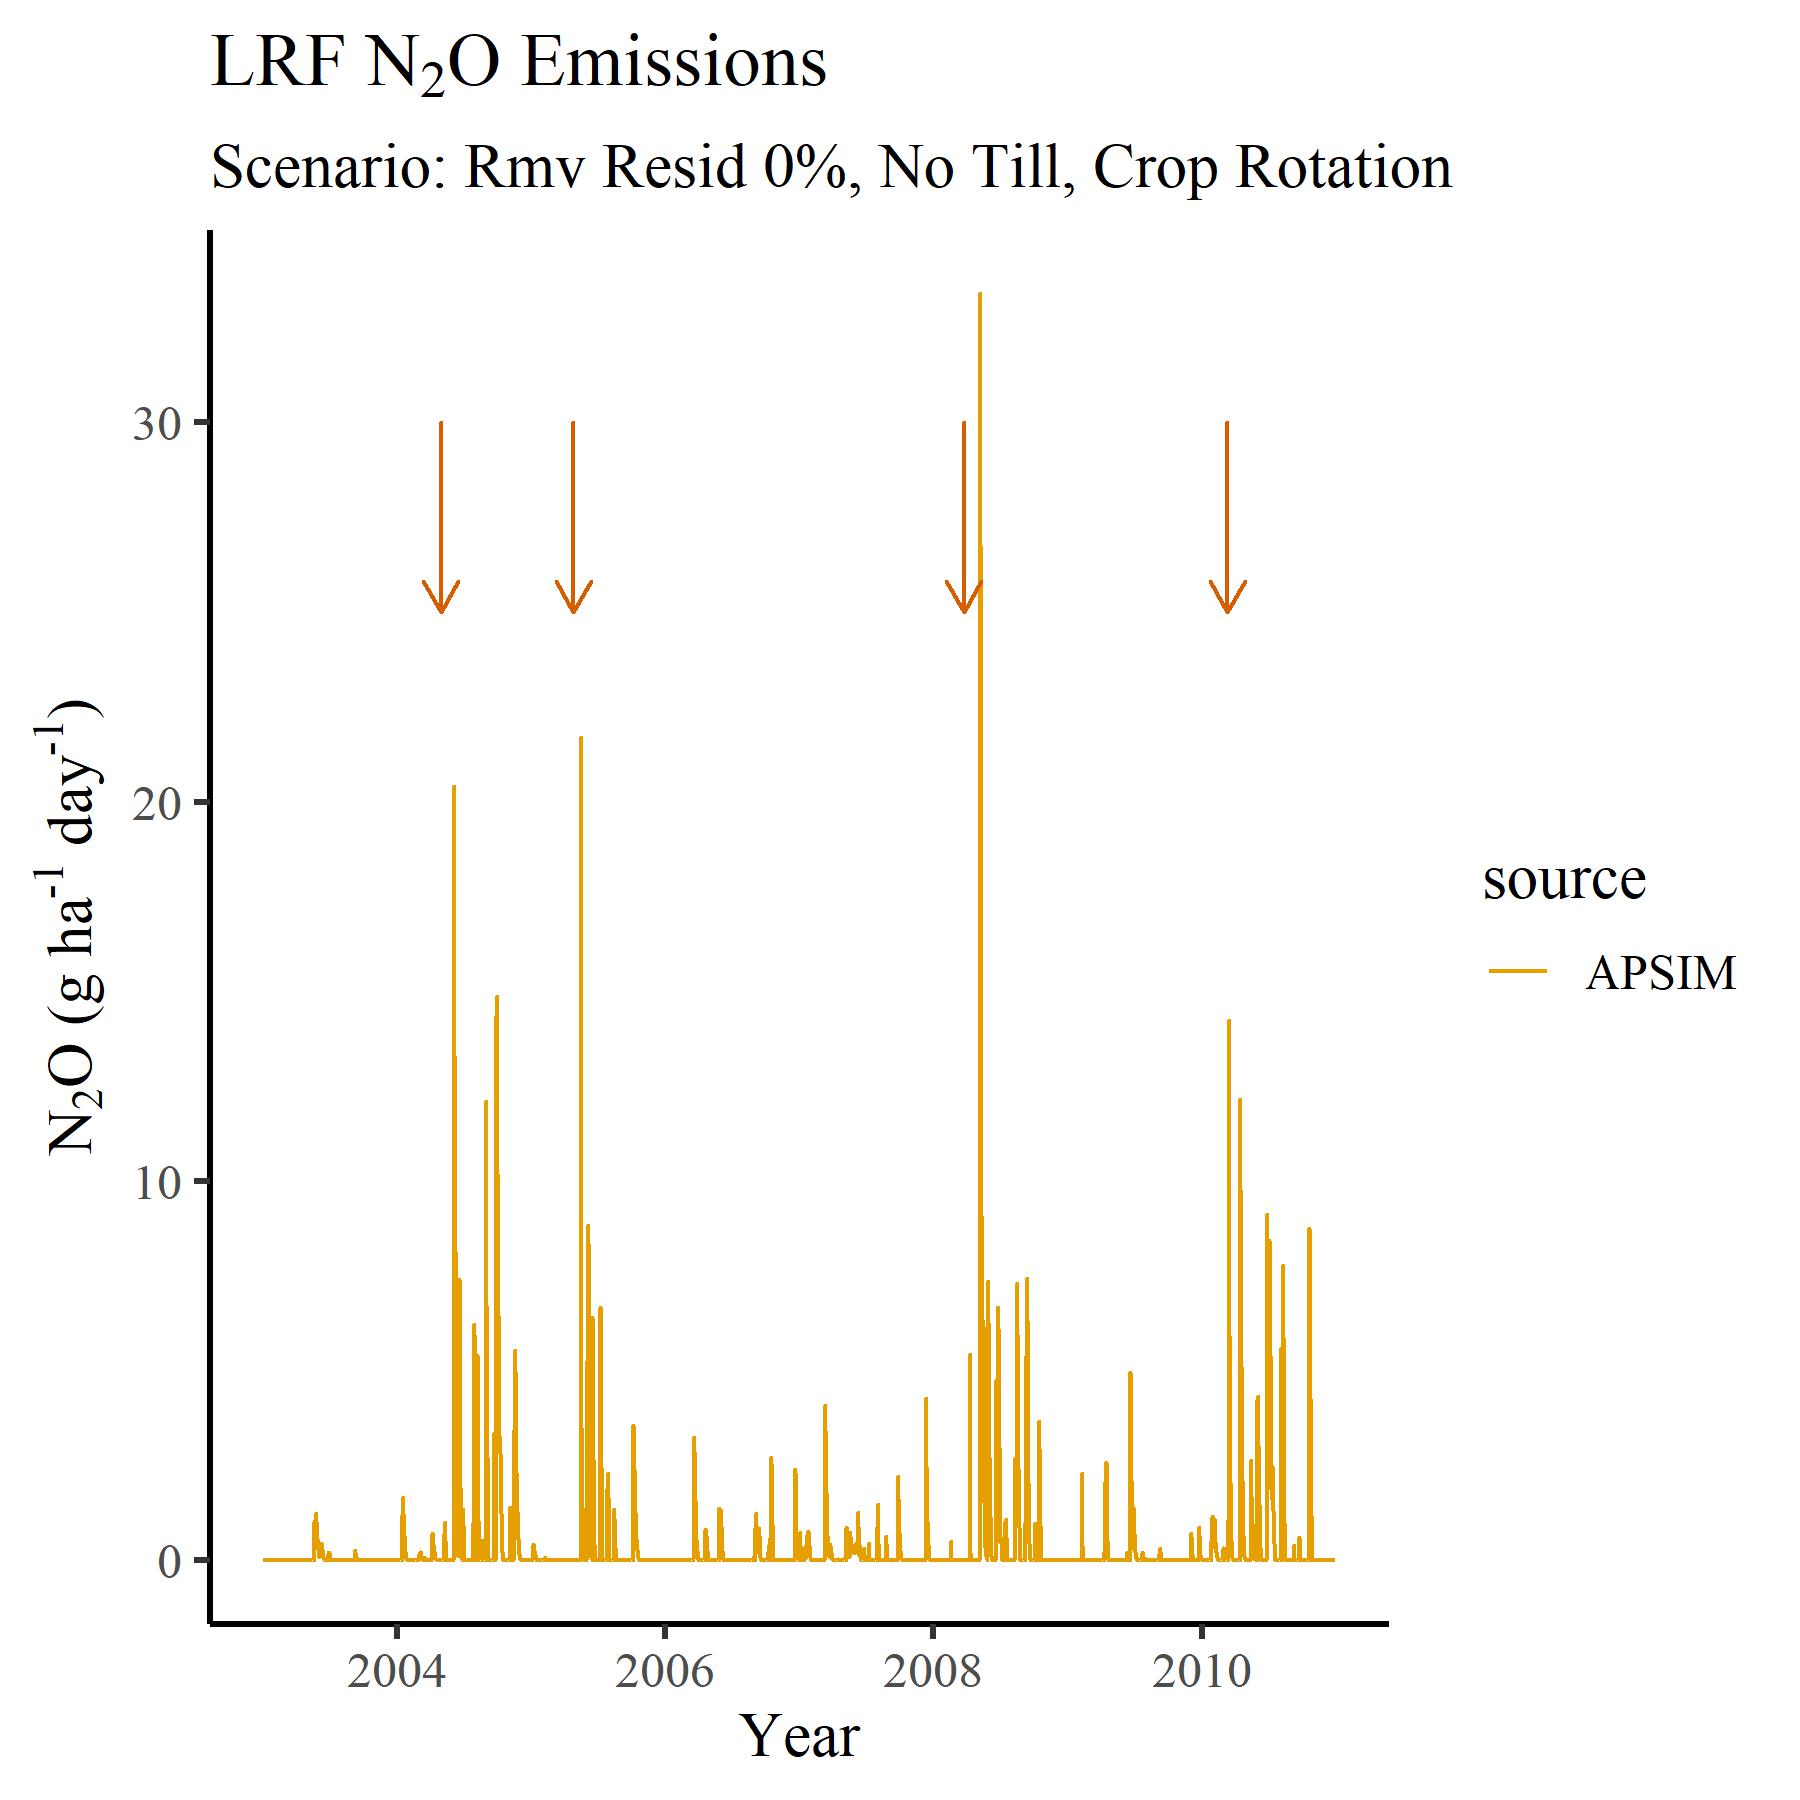 LRF N₂O Emissions
Scenario: Rmv Resid 0%, No Till, Crop Rotation
N₂O (g ha⁻¹ day⁻¹)
30
20
10
0
2004 2006 2008 2010
Year
source
APSIM